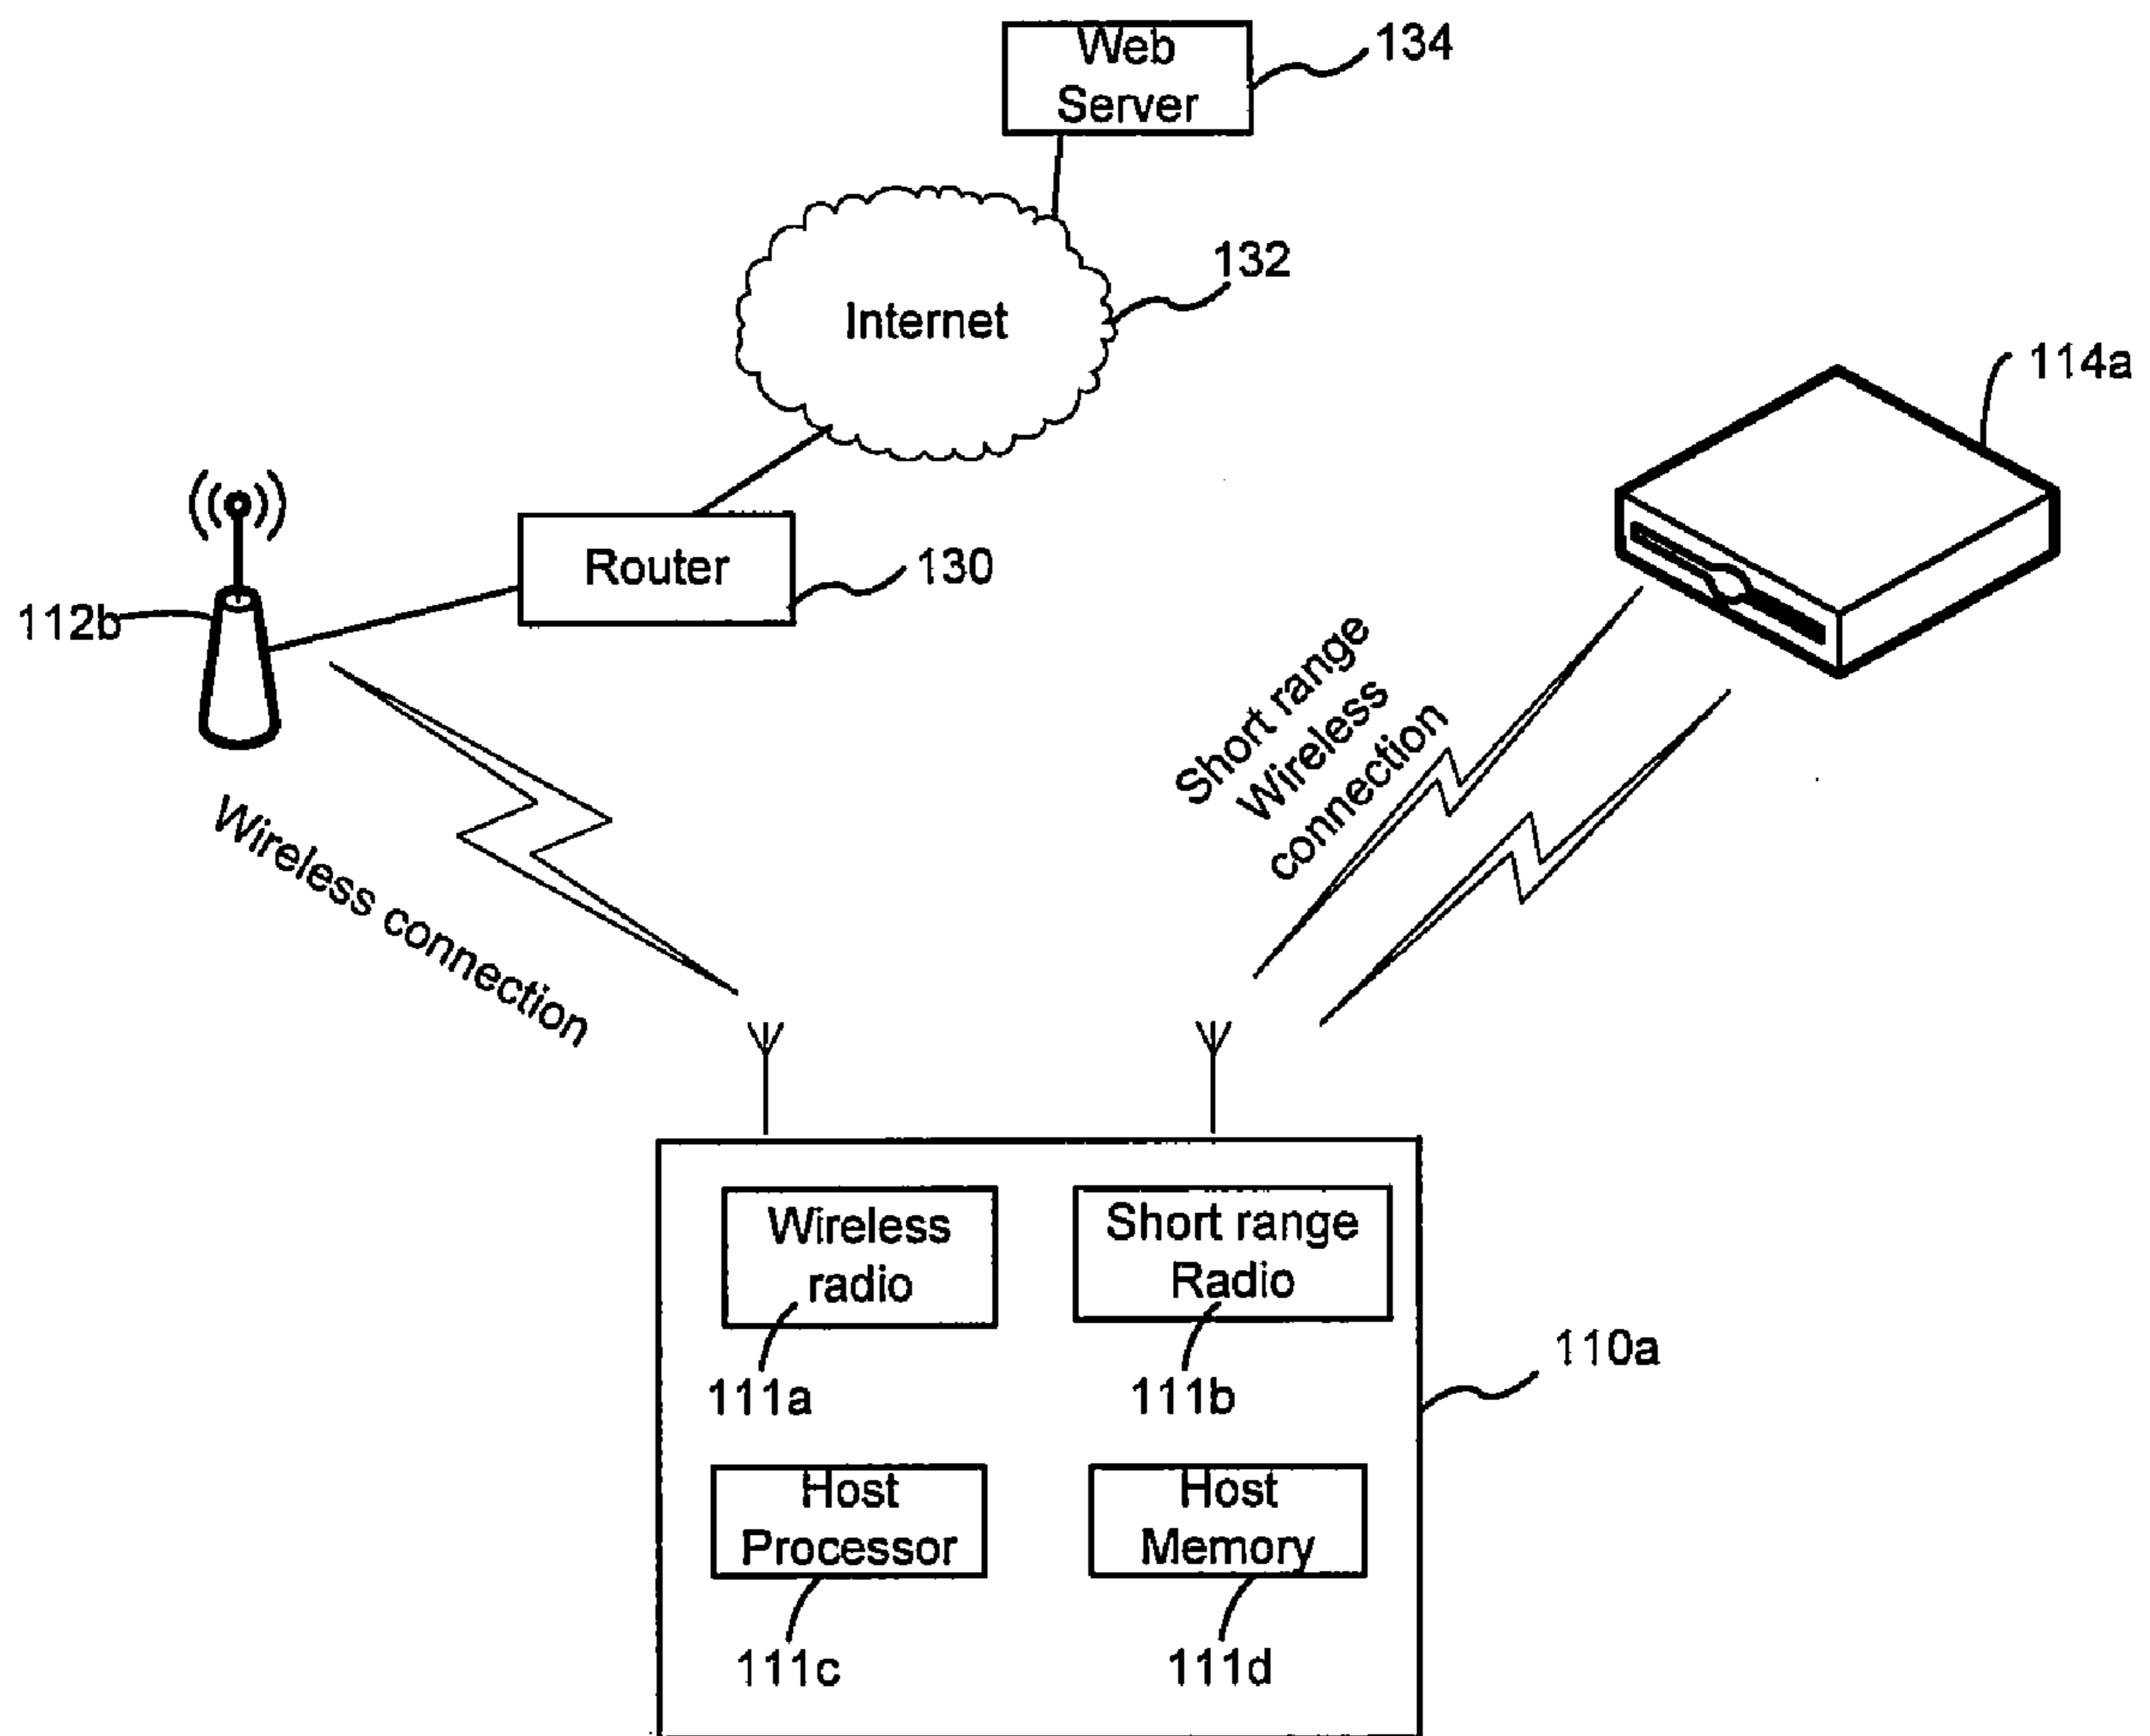 Web
Server
134
132
Internet
114a
Router
130
112b
Short range
Wireless
connection
Wireless connection
Wireless
radio
Short range
Radio
111a
111b
110a
Host
Processor
Host
Memory
111c
111d